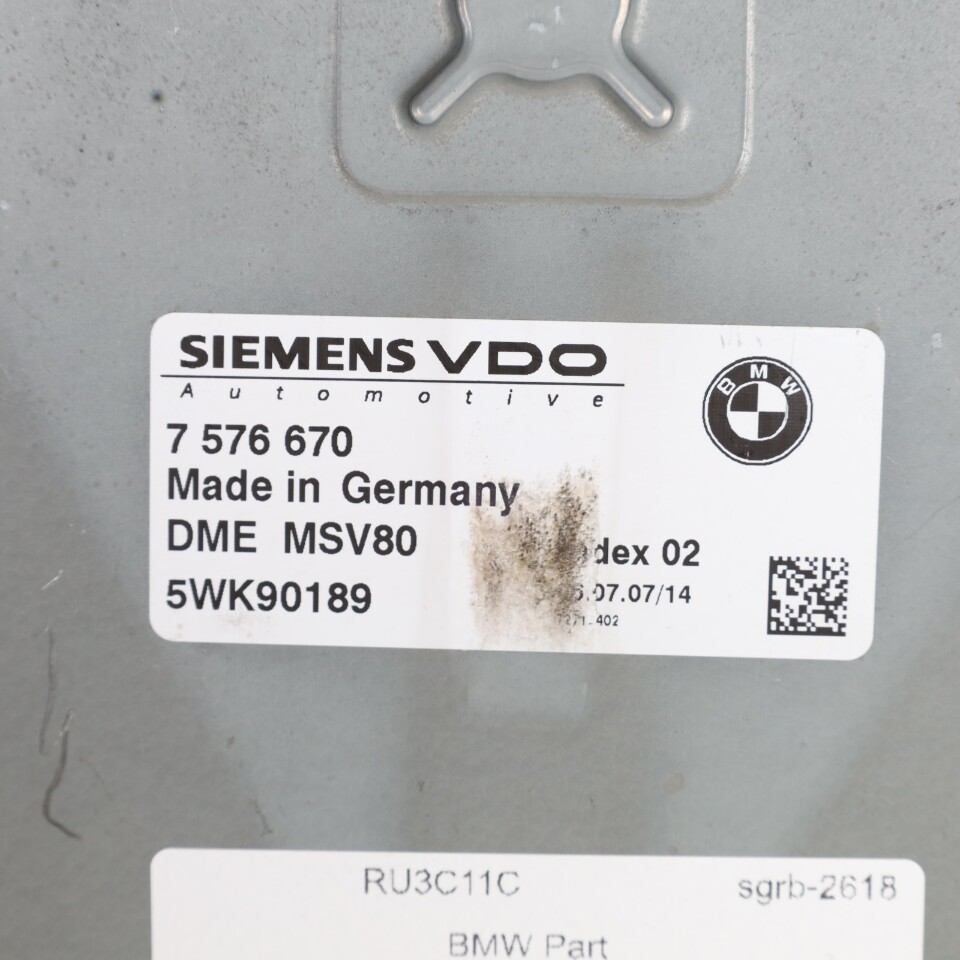 SIEMENS VDO
Automotive
BMW
7 576 670
Made in Germany
DME MSV80
02
5WK90189
.07.07/14
402
RU3C11C sgrb-2618
BMW Part